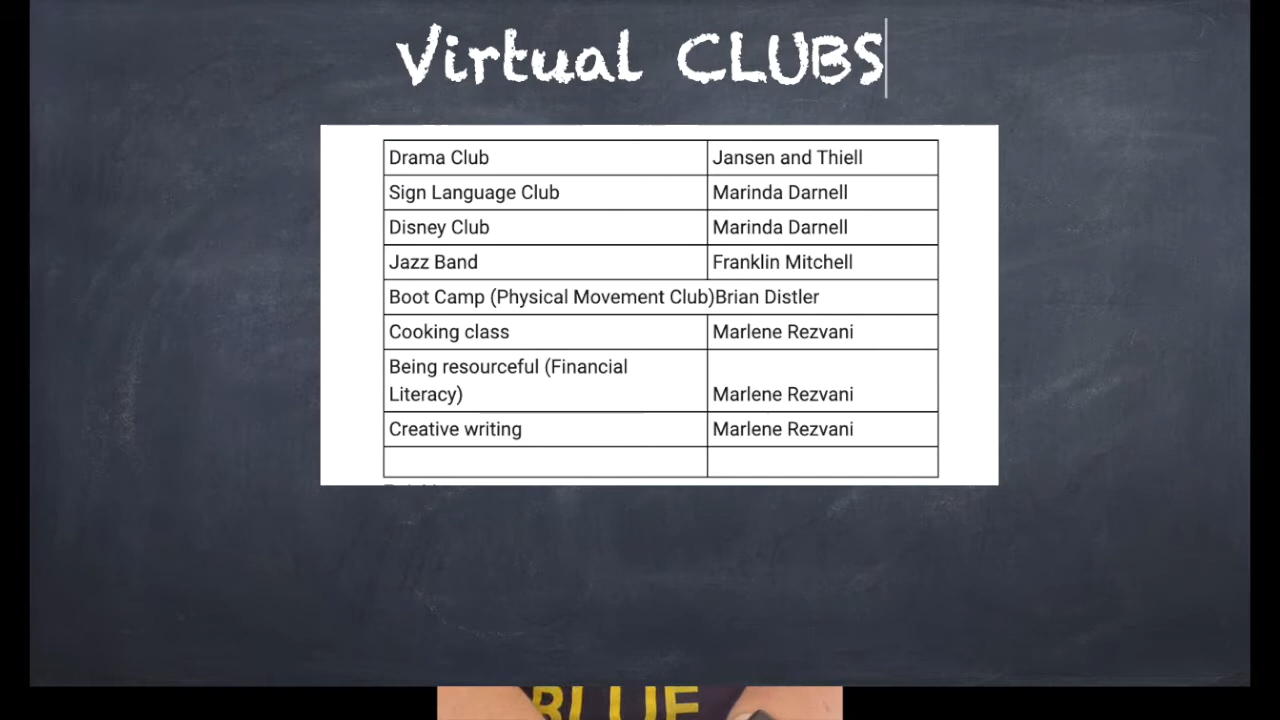 Virtual CLUBS
Drama Club Jansen and Thiell
Sign Language Club Marinda Darnell
Disney Club Marinda Darnell
Jazz Band Franklin Mitchell
Boot Camp (Physical Movement Club)Brian Distler
Cooking class Marlene Rezvani
Being resourceful (Financial
Literacy) Marlene Rezvani
Creative writing Marlene Rezvani
BLUE